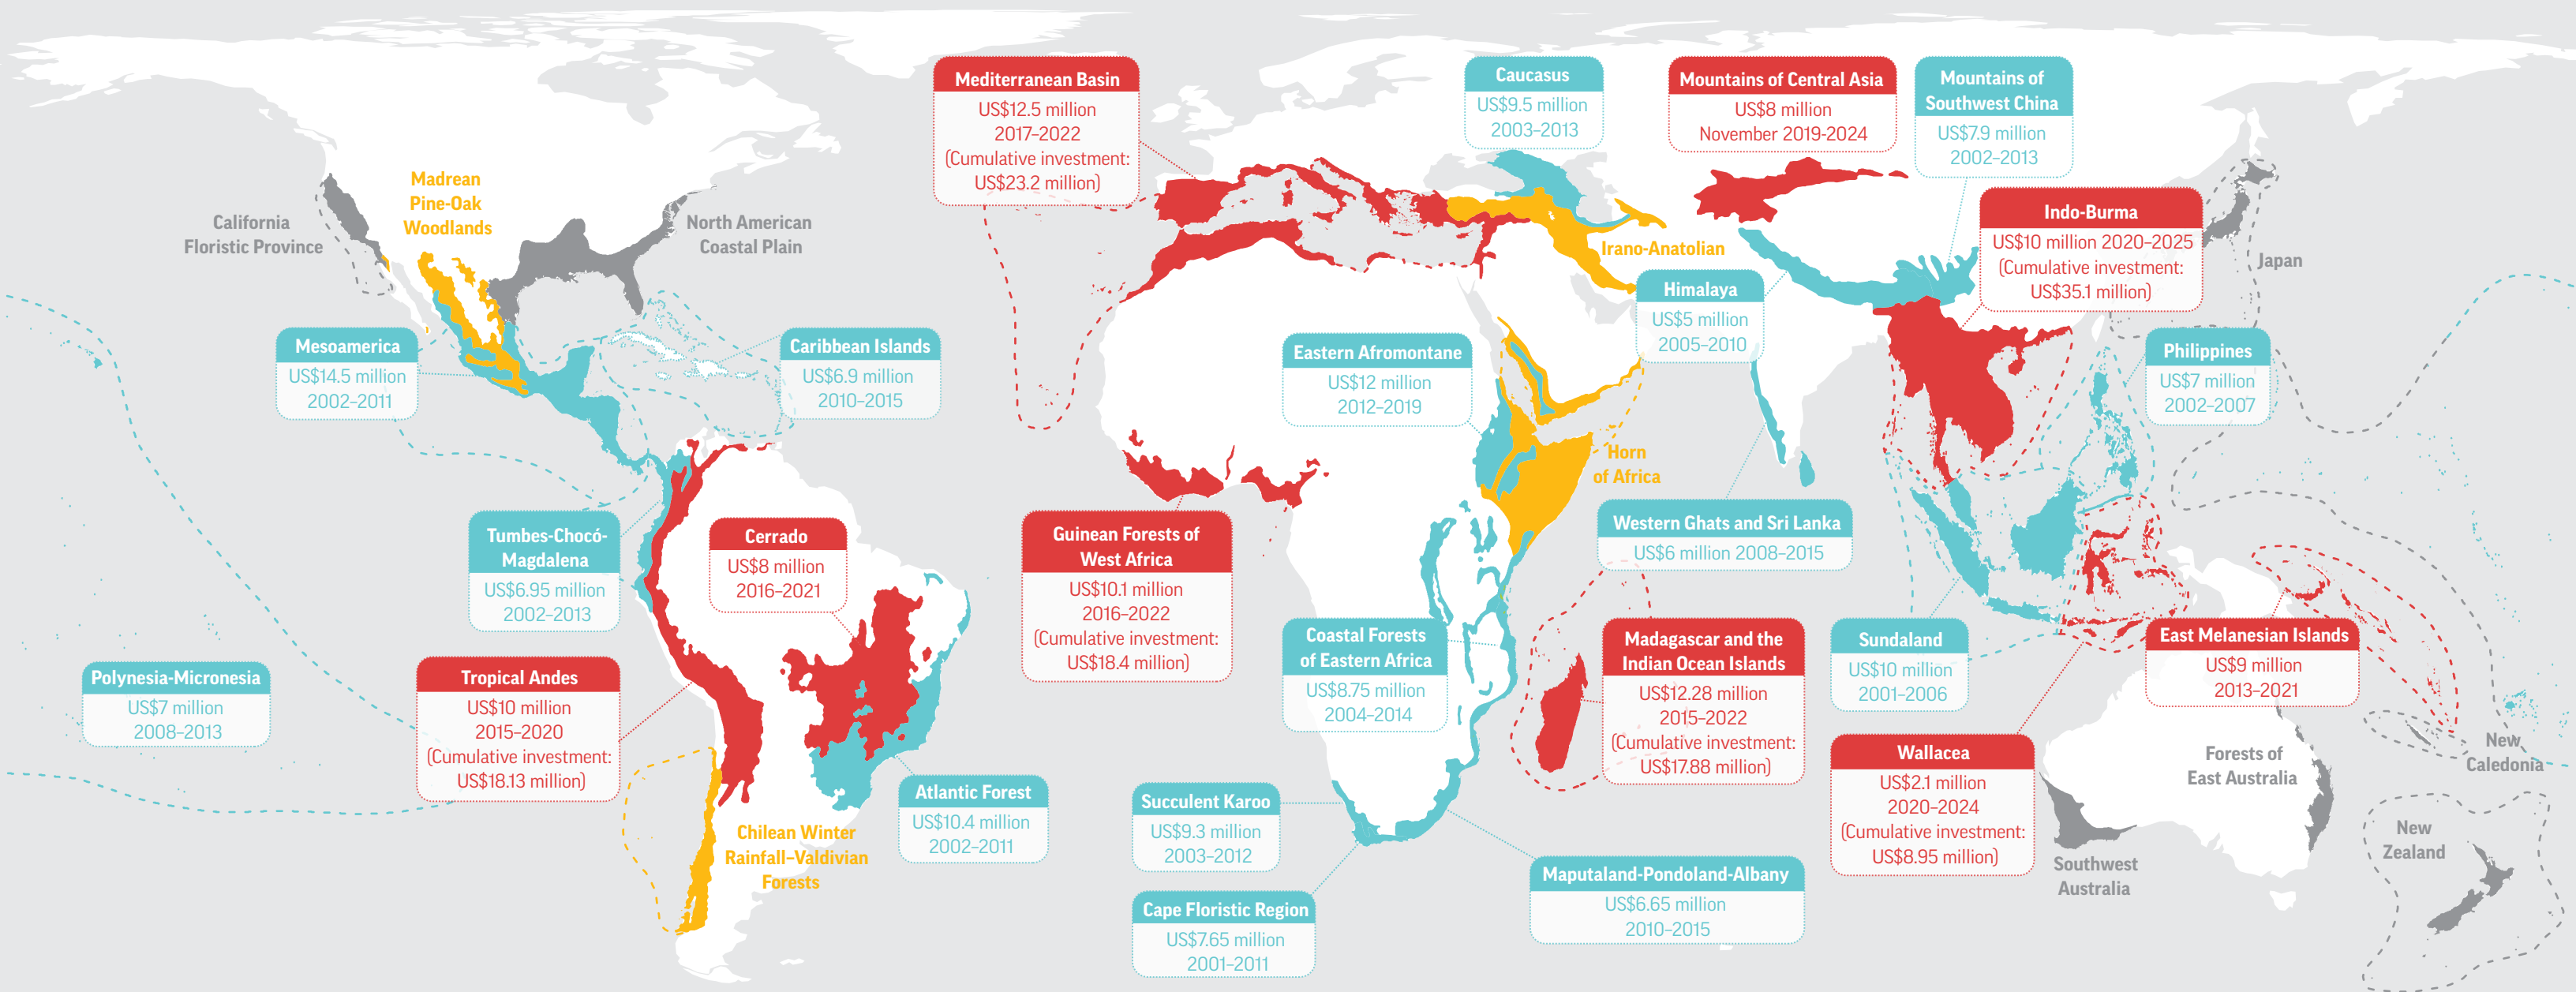 Mediterranean Basin
US$12.5 million
2017–2022
(Cumulative investment:
US$23.2 million)
Caucasus
US$9.5 million
2003–2013
Mountains of Central Asia
US$8 million
November 2019-2024
Mountains of
Southwest China
US$7.9 million
2002–2013
Madrean
Pine-Oak
Woodlands
California
Floristic Province
North American
Coastal Plain
Indo-Burma
US$10 million 2020–2025
(Cumulative investment:
US$35.1 million)
Irano-Anatolian
Japan
Himalaya
US$5 million
2005–2010
Mesoamerica
US$14.5 million
2002–2011
Caribbean Islands
US$6.9 million
2010–2015
Eastern Afromontane
US$12 million
2012–2019
Philippines
US$7 million
2002–2007
Horn
of Africa
Tumbes-Chocó-
Magdalena
US$6.95 million
2002–2013
Cerrado
US$8 million
2016–2021
Guinean Forests of
West Africa
US$10.1 million
2016–2022
(Cumulative investment:
US$18.4 million)
Western Ghats and Sri Lanka
US$6 million 2008–2015
Coastal Forests
of Eastern Africa
US$8.75 million
2004–2014
Madagascar and the
Indian Ocean Islands
US$12.28 million
2015–2022
(Cumulative investment:
US$17.88 million)
Sundaland
US$10 million
2001–2006
East Melanesian Islands
US$9 million
2013–2021
Polynesia-Micronesia
US$7 million
2008–2013
Tropical Andes
US$10 million
2015–2020
(Cumulative investment:
US$18.13 million)
Wallacea
US$2.1 million
2020–2024
(Cumulative investment:
US$8.95 million)
Forests of
East Australia
New
Caledonia
Atlantic Forest
US$10.4 million
2002–2011
Succulent Karoo
US$9.3 million
2003–2012
Chilean Winter
Rainfall–Valdivian
Forests
New
Zealand
Southwest
Australia
Maputaland-Pondoland-Albany
US$6.65 million
2010–2015
Cape Floristic Region
US$7.65 million
2001–2011